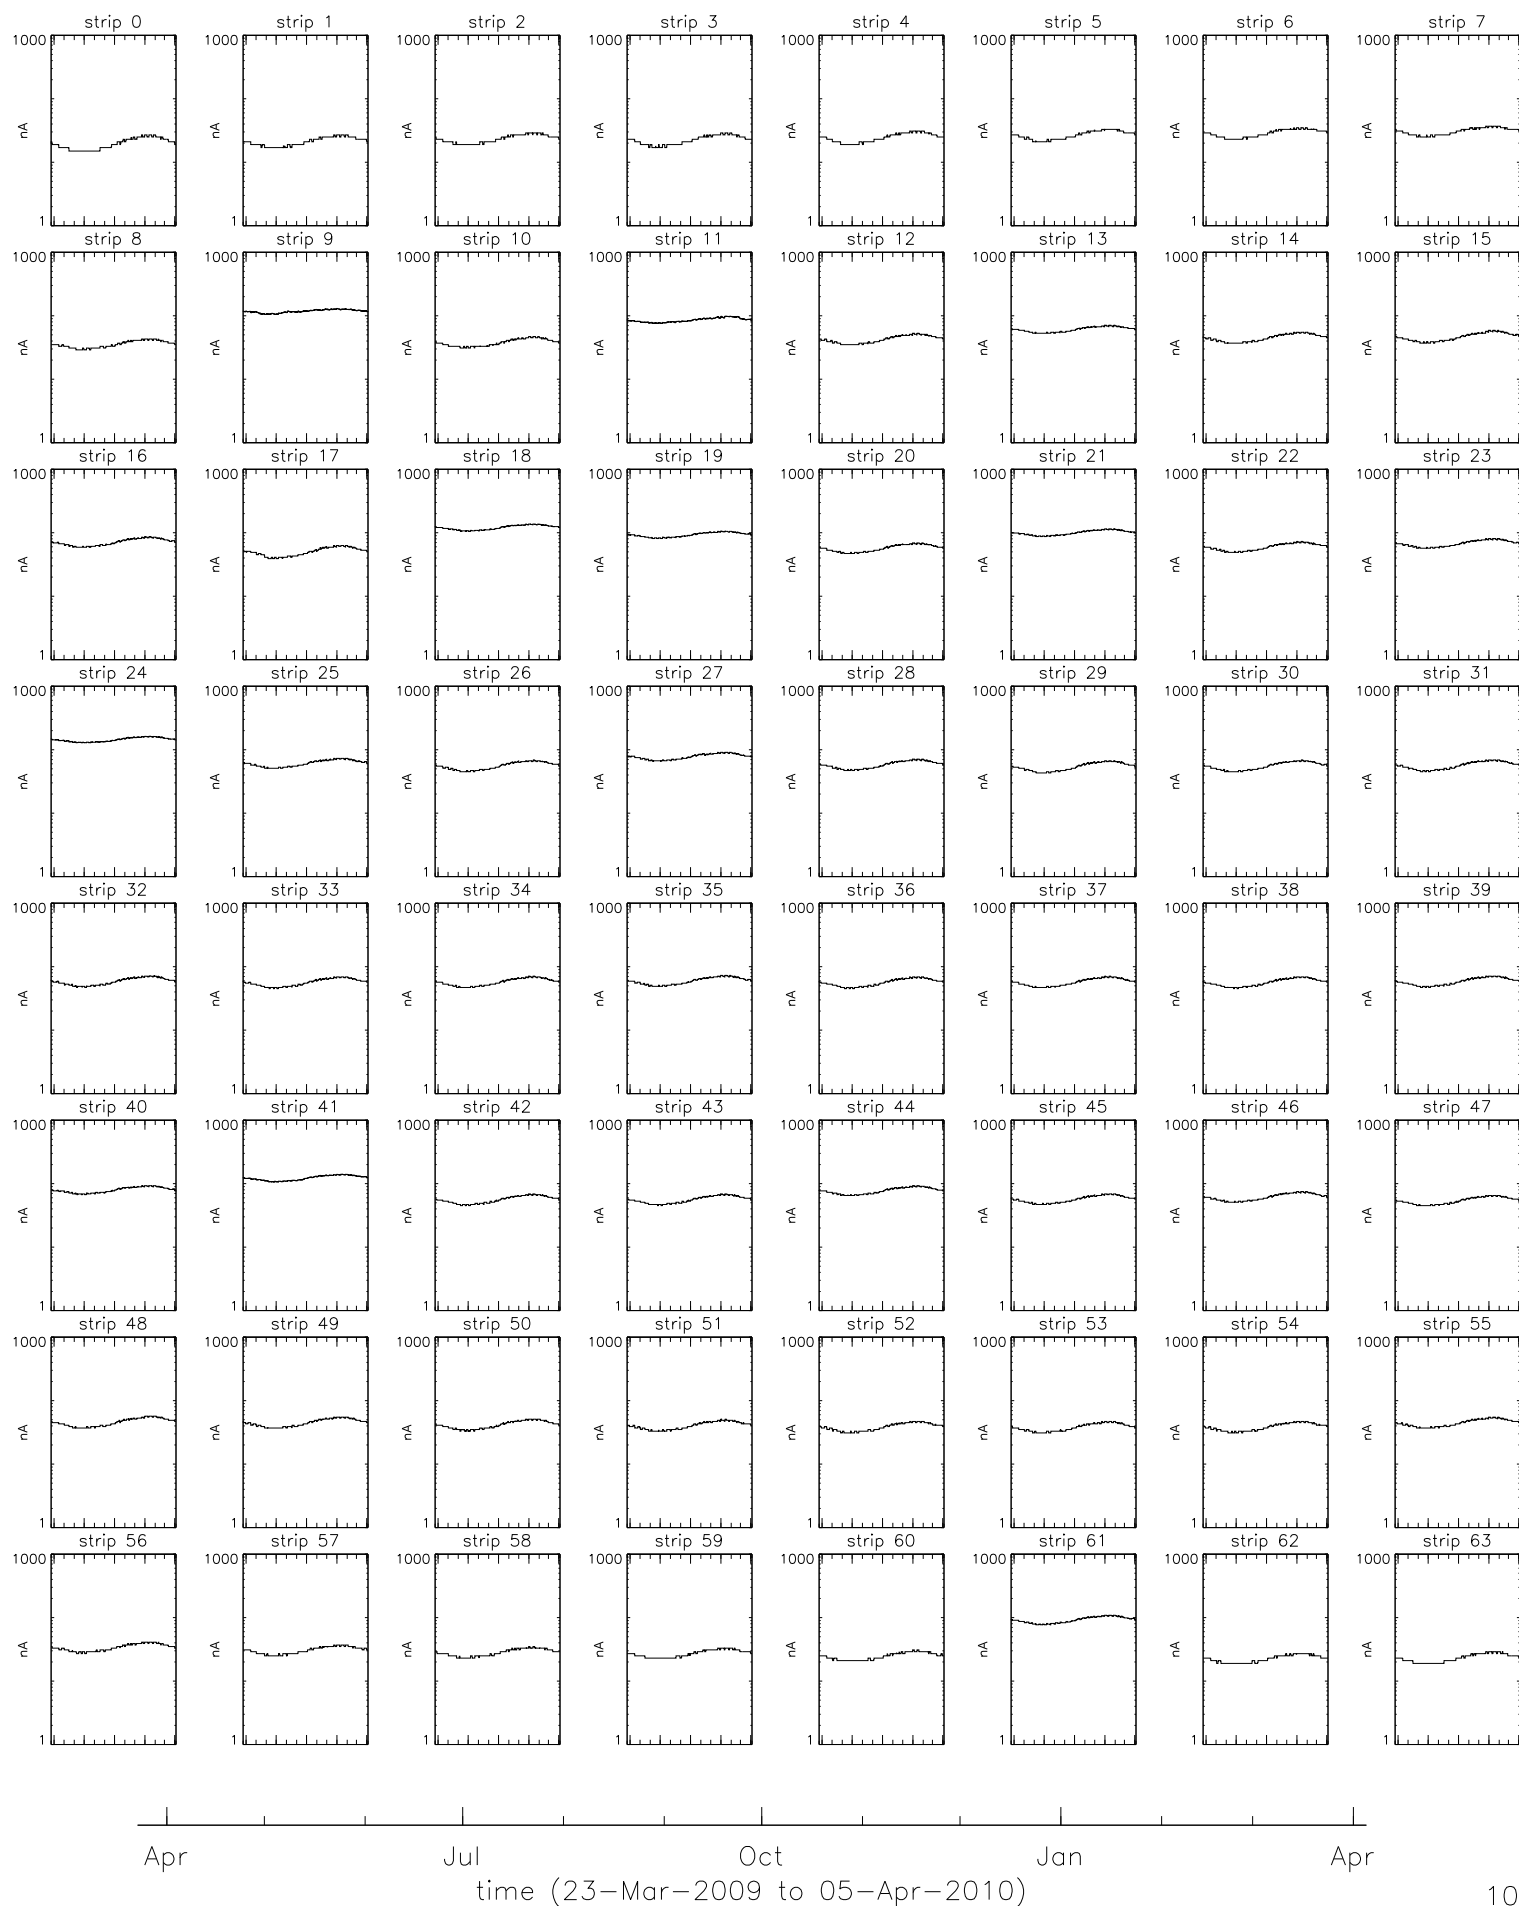 strip 0 strip 1 strip 2 strip 3 strip 4 strip 5 strip 6 strip 7
1000 1000 1000 1000 1000 1000 1000 1000
nA nA nA nA nA nA nA nA
1 1 1 1 1 1 1 1
strip 8 strip 9 strip 10 strip 11 strip 12 strip 13 strip 14 strip 15
1000 1000 1000 1000 1000 1000 1000 1000
nA nA nA nA nA nA nA nA
1 1 1 1 1 1 1 1
strip 16 strip 17 strip 18 strip 19 strip 20 strip 21 strip 22 strip 23
1000 1000 1000 1000 1000 1000 1000 1000
nA nA nA nA nA nA nA nA
1 1 1 1 1 1 1 1
strip 24 strip 25 strip 26 strip 27 strip 28 strip 29 strip 30 strip 31
1000 1000 1000 1000 1000 1000 1000 1000
nA nA nA nA nA nA nA nA
1 1 1 1 1 1 1 1
strip 32 strip 33 strip 34 strip 35 strip 36 strip 37 strip 38 strip 39
1000 1000 1000 1000 1000 1000 1000 1000
nA nA nA nA nA nA nA nA
1 1 1 1 1 1 1 1
strip 40 strip 41 strip 42 strip 43 strip 44 strip 45 strip 46 strip 47
1000 1000 1000 1000 1000 1000 1000 1000
nA nA nA nA nA nA nA nA
1 1 1 1 1 1 1 1
strip 48 strip 49 strip 50 strip 51 strip 52 strip 53 strip 54 strip 55
1000 1000 1000 1000 1000 1000 1000 1000
nA nA nA nA nA nA nA nA
1 1 1 1 1 1 1 1
strip 56 strip 57 strip 58 strip 59 strip 60 strip 61 strip 62 strip 63
1000 1000 1000 1000 1000 1000 1000 1000
nA nA nA nA nA nA nA nA
1 1 1 1 1 1 1 1
Apr Jul Oct Jan Apr
time (23-Mar-2009 to 05-Apr-2010)
10